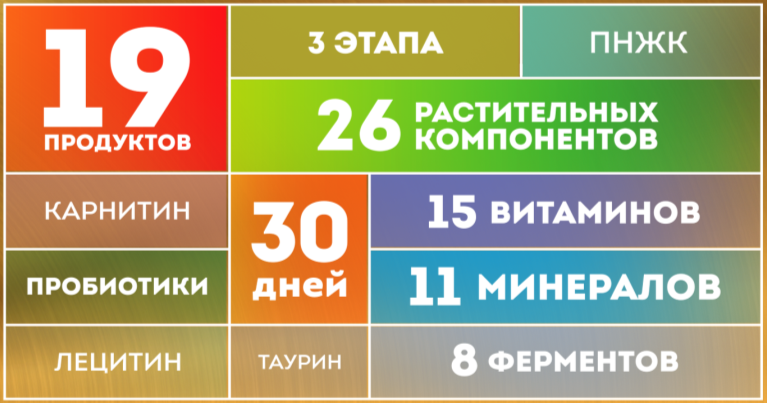 19
ПРОДУКТОВ
3 ЭТАПА
ПНЖК
26 РАСТИТЕЛЬНЫХ
КОМПОНЕНТОВ
КАРНИТИН
30
дней
15 ВИТАМИНОВ
ПРОБИОТИКИ
11 МИНЕРАЛОВ
ЛЕЦИТИН
ТАУРИН
8 ФЕРМЕНТОВ